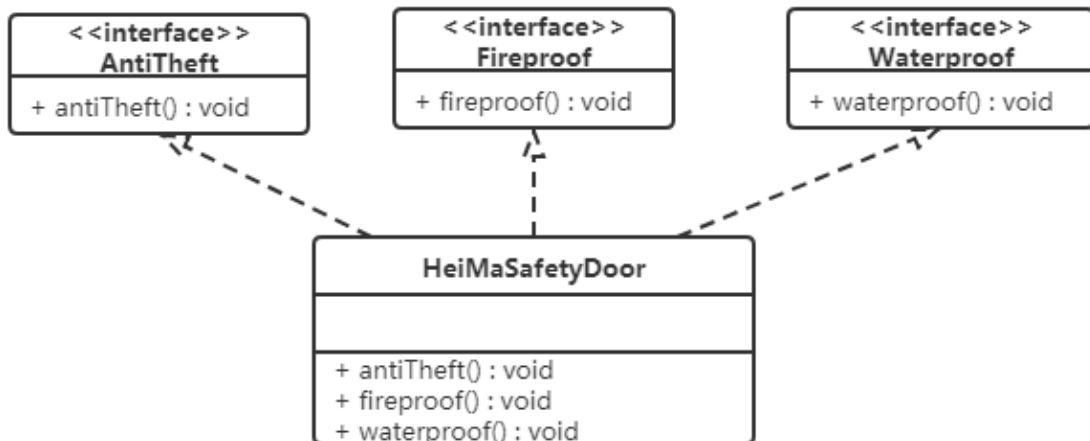 <<interface>>
AntiTheft
+ antiTheft() : void
<<interface>>
Fireproof
+ fireproof() : void
<<interface>>
Waterproof
+ waterproof() : void
HeiMaSafetyDoor
+ antiTheft() : void
+ fireproof() : void
+ waterproof() : void